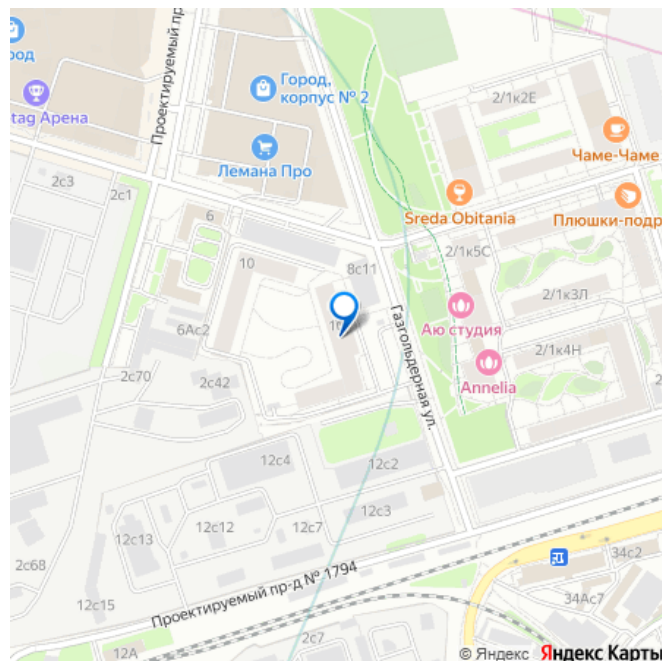 од
tag Арена
Проектируемый пр
Город,
корпус № 2
Лемана Про
2/1к2Е
Чаме-Чаме
Sreda Obitania
Плюшки-подр
2с3
2с1
6
10
8с11
2/1к5С
2/1к3Л
Аю студия
2/1к4Н
Annelia
Газгольдерная ул.
6Ас2
2с70
2с42
12с4
12с2
12с3
12с13
12с12
12с7
2с68
12с15
Проектируемый пр-д № 1794
34с2
34Ас7
12А
2с7
© Яндекс Яндекс Карты